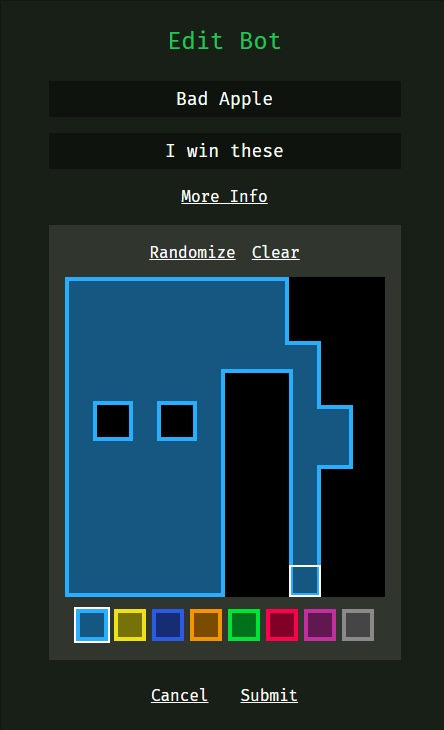 Edit Bot
Bad Apple
I win these
More Info
Randomize Clear
Cancel Submit